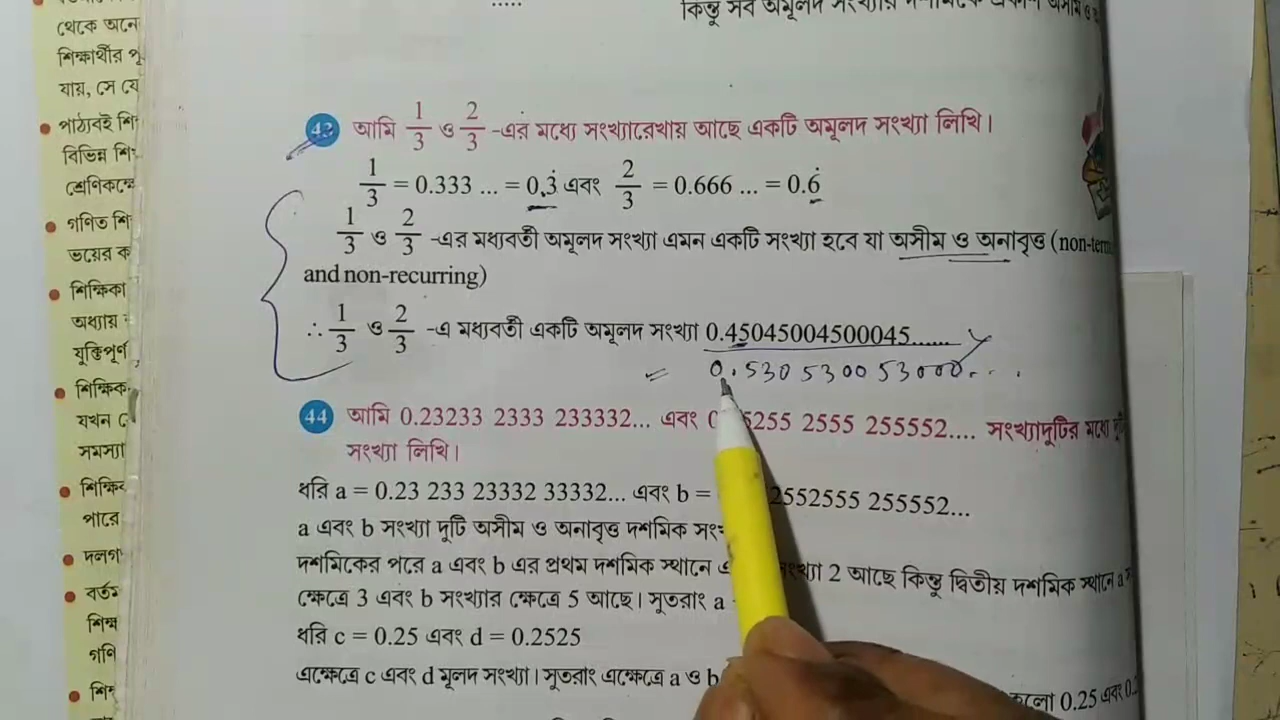 কিন্তু সব অমূলদ সংখ্যার দশমিকে
থেকে অনে
শিক্ষার্থীর পূ
যায়, সে যে
পাঠ্যবই শি
বিভিন্ন শি
শ্রেণিকক্ষে
গণিত শি
ভয়ের ক
শিক্ষিকা
অধ্যায়
যুক্তিপূর্ণ
শিক্ষিক
যখন
সমস্যা
শিক্ষিক
পারে
দলগ
বর্তম
শিক্ষ
গণি
শি
43 আমি 1/3 ও 2/3 -এর মধ্যে সংখ্যারেখায় আছে একটি অমূলদ সংখ্যা লিখি।
1/3 = 0.333 ... = 0.3̇ এবং 2/3 = 0.666 ... = 0.6̇
1/3 ও 2/3 -এর মধ্যবর্তী অমূলদ সংখ্যা এমন একটি সংখ্যা হবে যা অসীম ও অনাবৃত্ত (non-term
and non-recurring)
∴ 1/3 ও 2/3 -এ মধ্যবর্তী একটি অমূলদ সংখ্যা 0.45045004500045......
= 0.530530053000...
44 আমি 0.23233 2333 233332... এবং 5255 2555 255552.... সংখ্যাদুটির মধ্যে
সংখ্যা লিখি।
ধরি a = 0.23 233 23332 33332... এবং b = 2552555 255552...
a এবং b সংখ্যা দুটি অসীম ও অনাবৃত্ত দশমিক
দশমিকের পরে a এবং b এর প্রথম দশমিক স্থানে 2 আছে কিন্তু দ্বিতীয় দশমিক স্থানে a
ক্ষেত্রে 3 এবং b সংখ্যার ক্ষেত্রে 5 আছে। সুতরাং a
ধরি c = 0.25 এবং d = 0.2525
এক্ষেত্রে c এবং d মূলদ সংখ্যা। সুতরাং এক্ষেত্রে a ও b 0.25 এবং